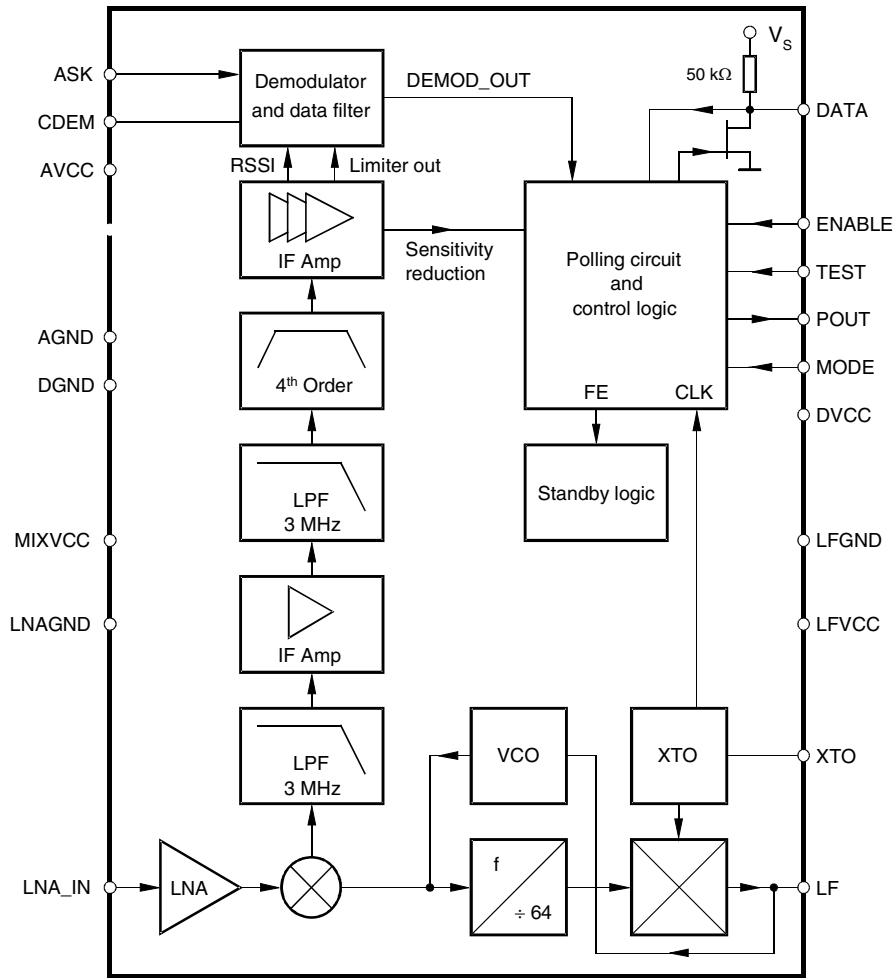 V_S
50 kΩ
ASK
Demodulator
and data filter
DEMOD_OUT
DATA
CDEM
AVCC
RSSI
Limiter out
IF Amp
Sensitivity
reduction
Polling circuit
and
control logic
FE
CLK
ENABLE
TEST
POUT
MODE
DVCC
AGND
DGND
4th Order
LPF
3 MHz
Standby logic
MIXVCC
LFGND
LNAGND
LFVCC
IF Amp
LPF
3 MHz
VCO
XTO
XTO
LNA_IN
LNA
f
÷ 64
LF